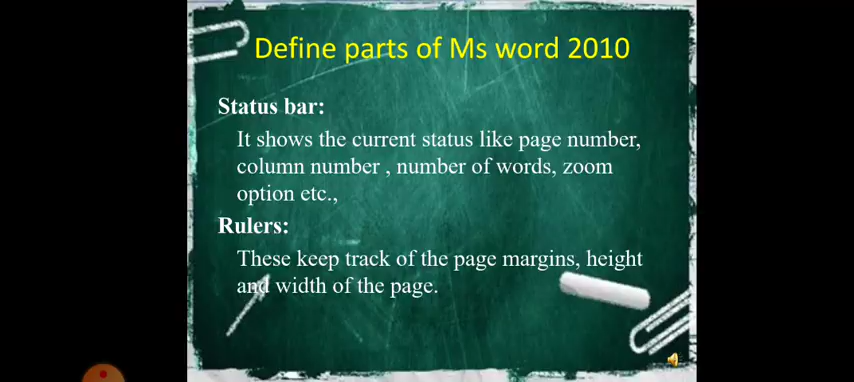 Define parts of Ms word 2010
Status bar:
It shows the current status like page number,
column number , number of words, zoom
option etc.,
Rulers:
These keep track of the page margins, height
and width of the page.